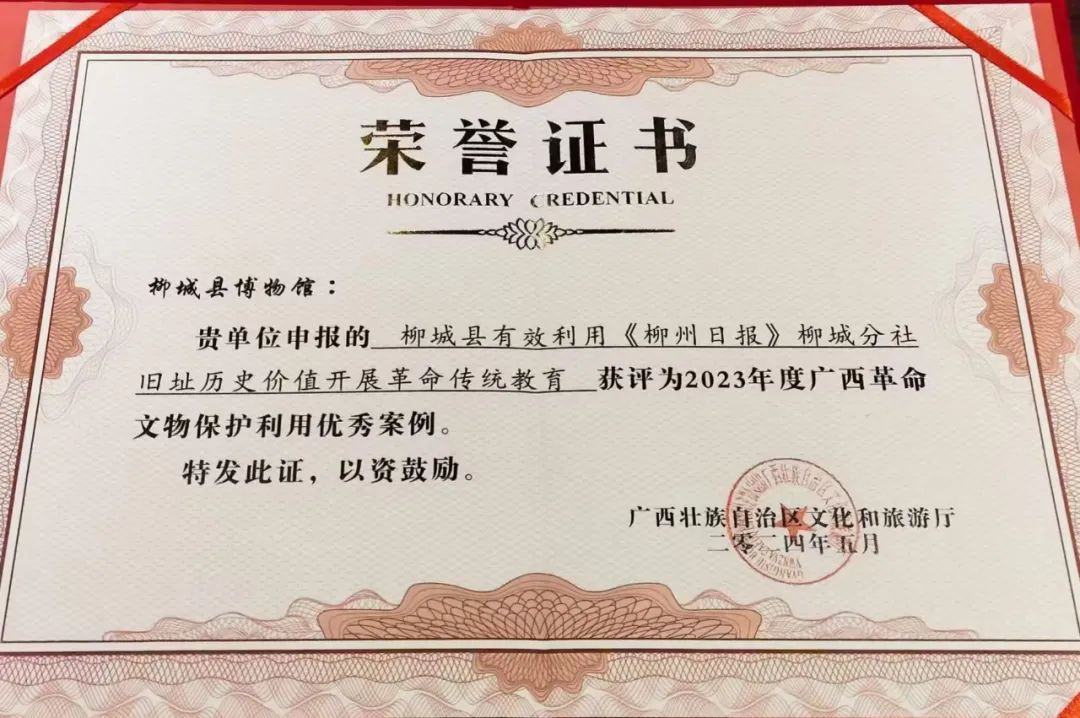 荣誉证书
HONORARY CREDENTIAL
柳城县博物馆：
贵单位申报的 柳城县有效利用《柳州日报》柳城分社
旧址历史价值开展革命传统教育 获评为2023年度广西革命
文物保护利用优秀案例。
特发此证，以资鼓励。
广西壮族自治区文化和旅游厅
二零二四年五月